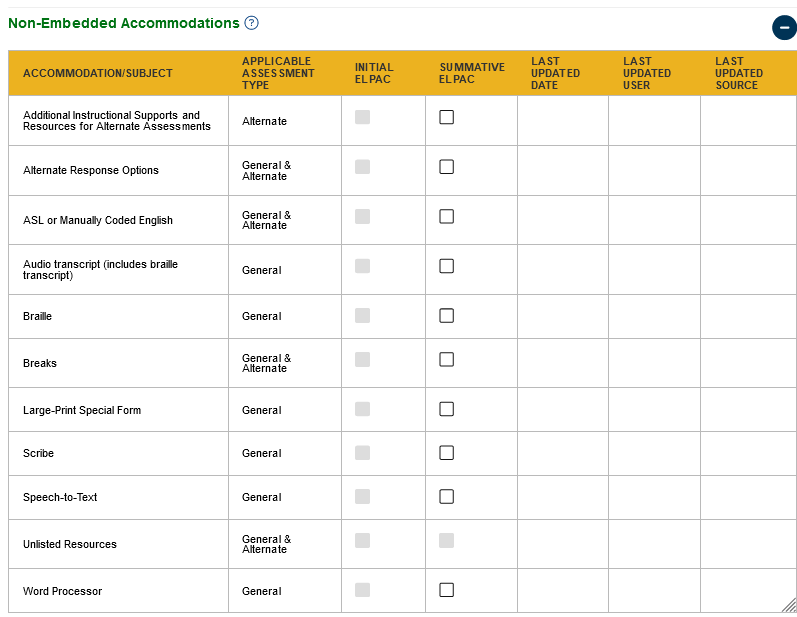 Non-Embedded Accommodations ?
ACCOMMODATION/SUBJECT
APPLICABLE
ASSESSMENT
TYPE
INITIAL
ELPAC
SUMMATIVE
ELPAC
LAST
UPDATED
DATE
LAST
UPDATED
USER
LAST
UPDATED
SOURCE
Additional Instructional Supports and
Resources for Alternate Assessments
Alternate
Alternate Response Options
General &
Alternate
ASL or Manually Coded English
General &
Alternate
Audio transcript (includes braille
transcript)
General
Braille
General
Breaks
General &
Alternate
Large-Print Special Form
General
Scribe
General
Speech-to-Text
General
Unlisted Resources
General &
Alternate
Word Processor
General